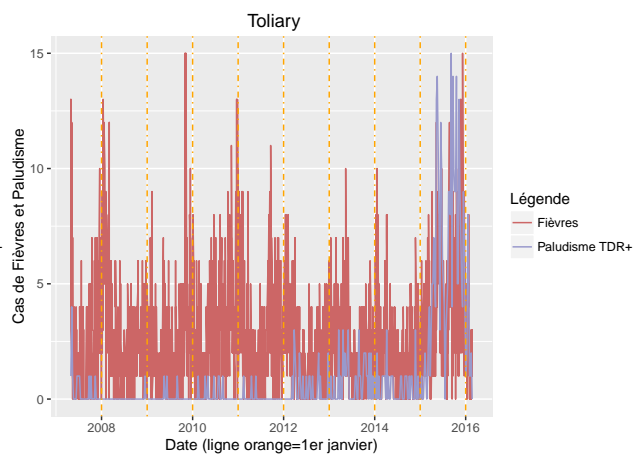 Toliary
Cas de Fièvres et Paludisme
15
10
5
0
2008
2010
2012
2014
2016
Date (ligne orange=1er janvier)
Légende
Fièvres
Paludisme TDR+